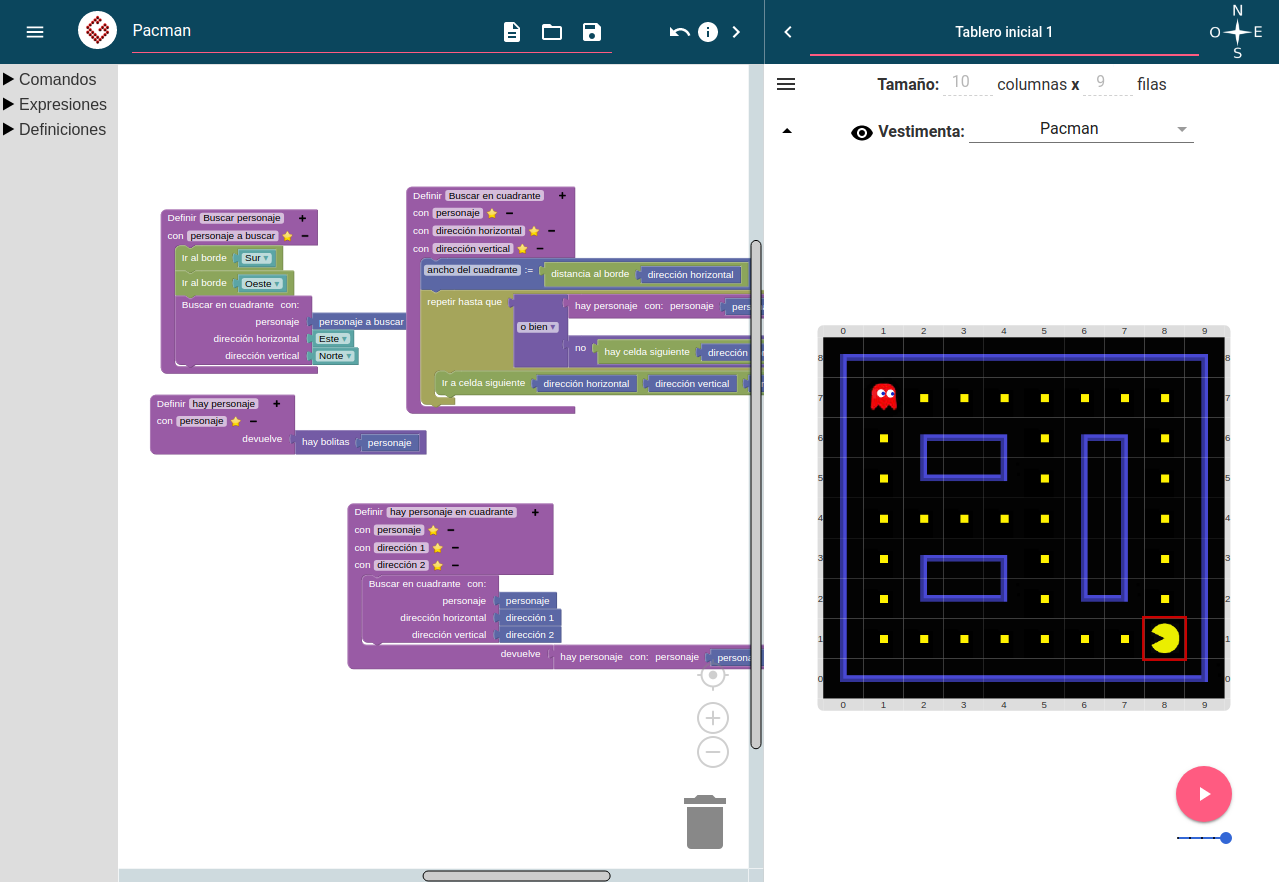 Pacman
Tablero inicial 1
N
O E
S
Comandos
Expresiones
Definiciones
Tamaño: 10 columnas x 9 filas
Vestimenta: Pacman
Definir Buscar personaje +
con personaje a buscar −
Ir al borde Sur
Ir al borde Oeste
Buscar en cuadrante con:
personaje personaje a buscar
dirección horizontal Este
dirección vertical Norte
Definir Buscar en cuadrante +
con personaje −
con dirección horizontal −
con dirección vertical −
ancho del cuadrante := distancia al borde dirección horizontal
repetir hasta que hay personaje con: personaje pers
o bien
no hay celda siguiente dirección
Ir a celda siguiente dirección horizontal dirección vertical
Definir hay personaje +
con personaje −
devuelve hay bolitas personaje
Definir hay personaje en cuadrante +
con personaje −
con dirección 1 −
con dirección 2 −
Buscar en cuadrante con:
personaje personaje
dirección horizontal dirección 1
dirección vertical dirección 2
devuelve hay personaje con: personaje persona
0 1 2 3 4 5 6 7 8 9
8 8
7 7
6 6
5 5
4 4
3 3
2 2
1 1
0 0
0 1 2 3 4 5 6 7 8 9